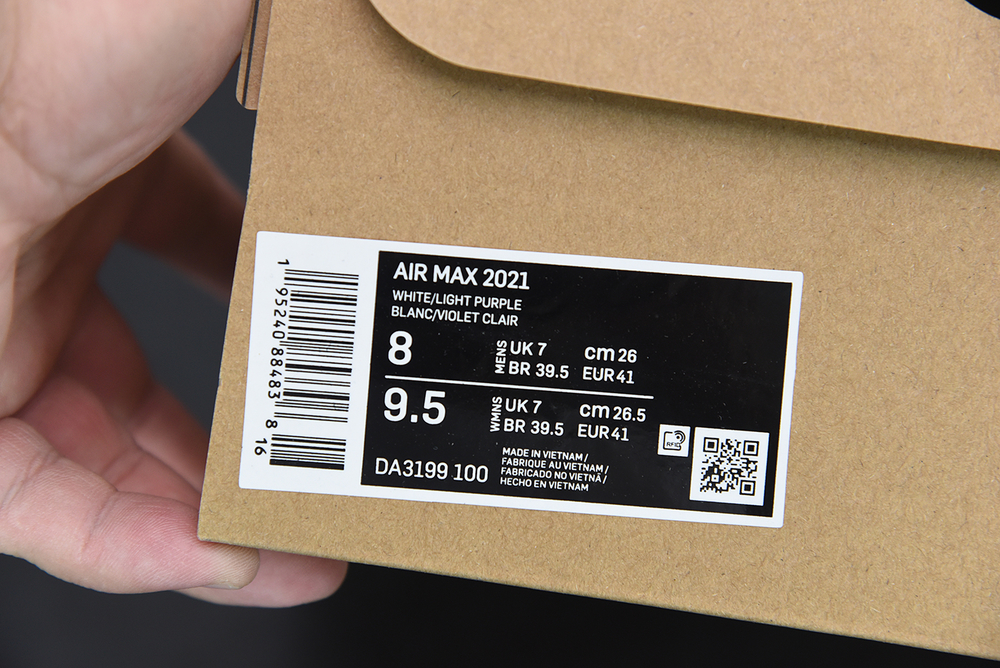 AIR MAX 2021
WHITE/LIGHT PURPLE
BLANC/VIOLET CLAIR
8
MENS
UK 7
cm 26
BR 39.5
EUR 41
9.5
WMNS
UK 7
cm 26.5
BR 39.5
EUR 41
DA3199 100
MADE IN VIETNAM/
FABRIQUE AU VIETNAM/
FABRICADO NO VIETNÃ/
HECHO EN VIETNAM
RFID
1 95240 88483 8
16